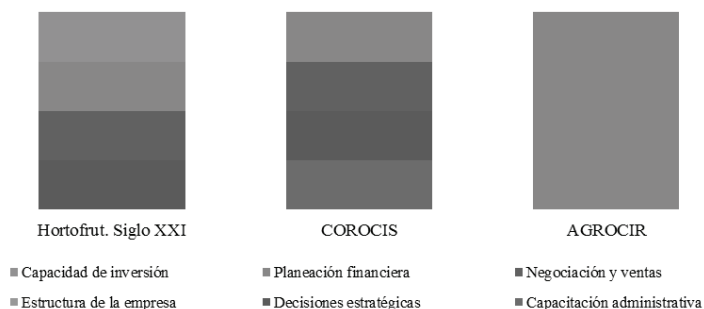 Hortofrut. Siglo XXI COROCIS AGROCIR
Capacidad de inversión Planeación financiera Negociación y ventas
Estructura de la empresa Decisiones estratégicas Capacitación administrativa